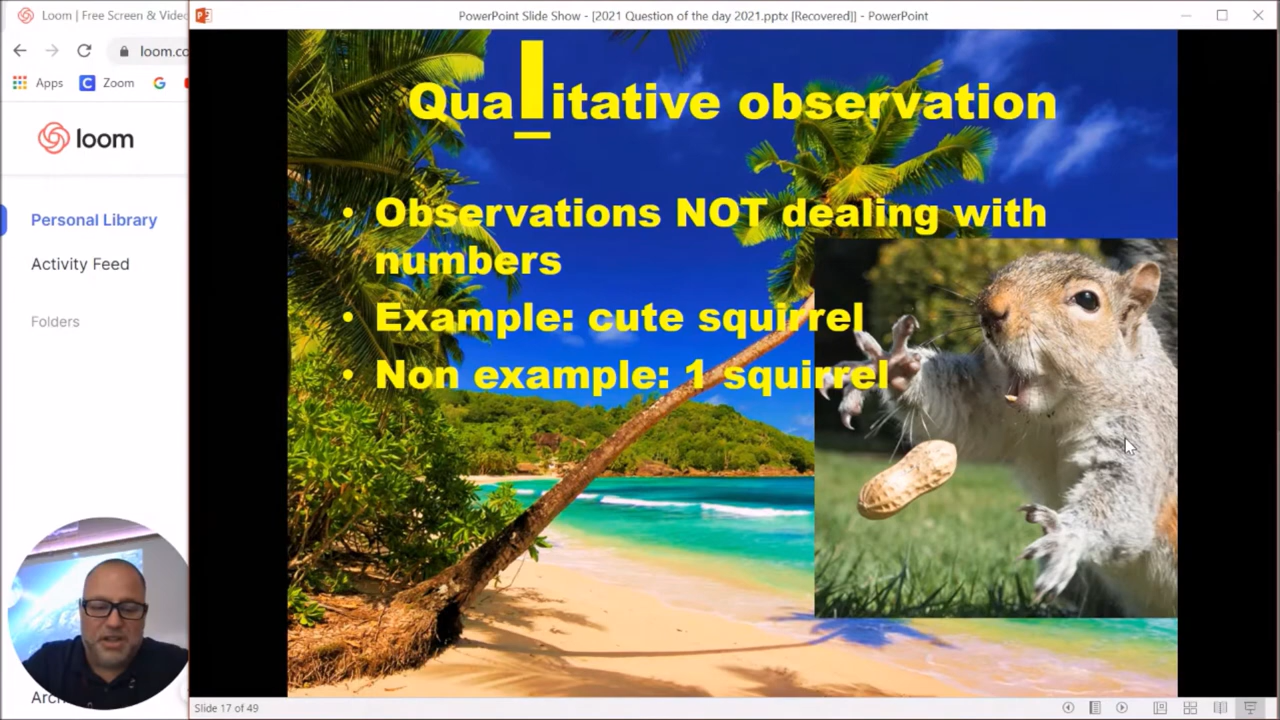 Loom | Free Screen & Video
PowerPoint Slide Show - [2021 Question of the day 2021.pptx [Recovered]] - PowerPoint
loom.co
Apps
Zoom
loom
Personal Library
Activity Feed
Folders
Qualitative observation
• Observations NOT dealing with
numbers
• Example: cute squirrel
• Non example: 1 squirrel
Slide 17 of 49